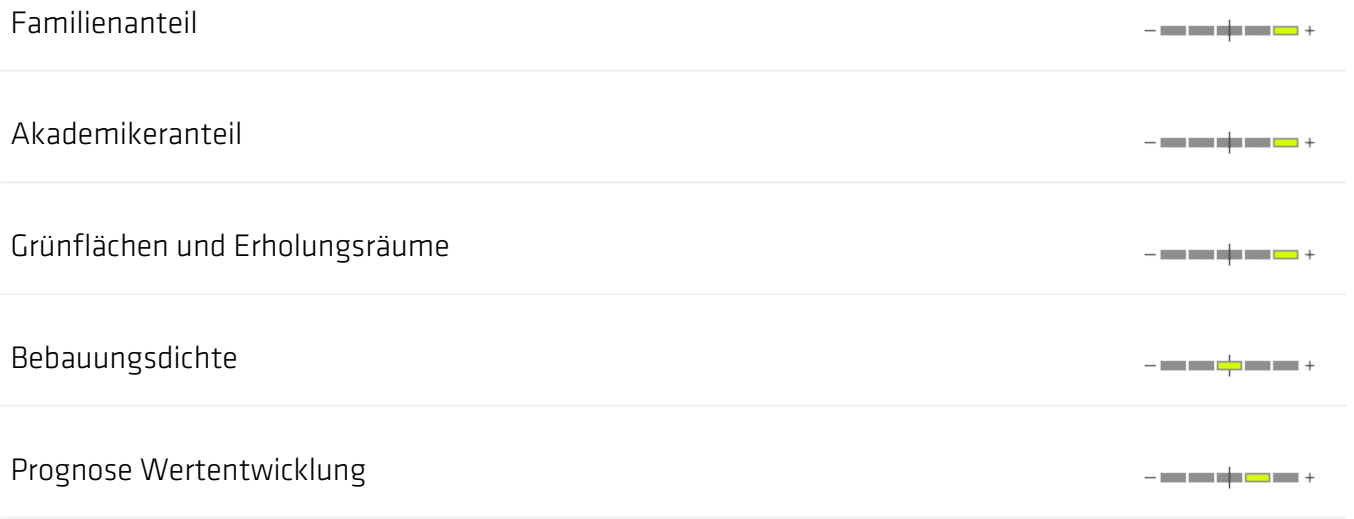 Familienanteil − +
Akademikeranteil − +
Grünflächen und Erholungsräume − +
Bebauungsdichte − +
Prognose Wertentwicklung − +